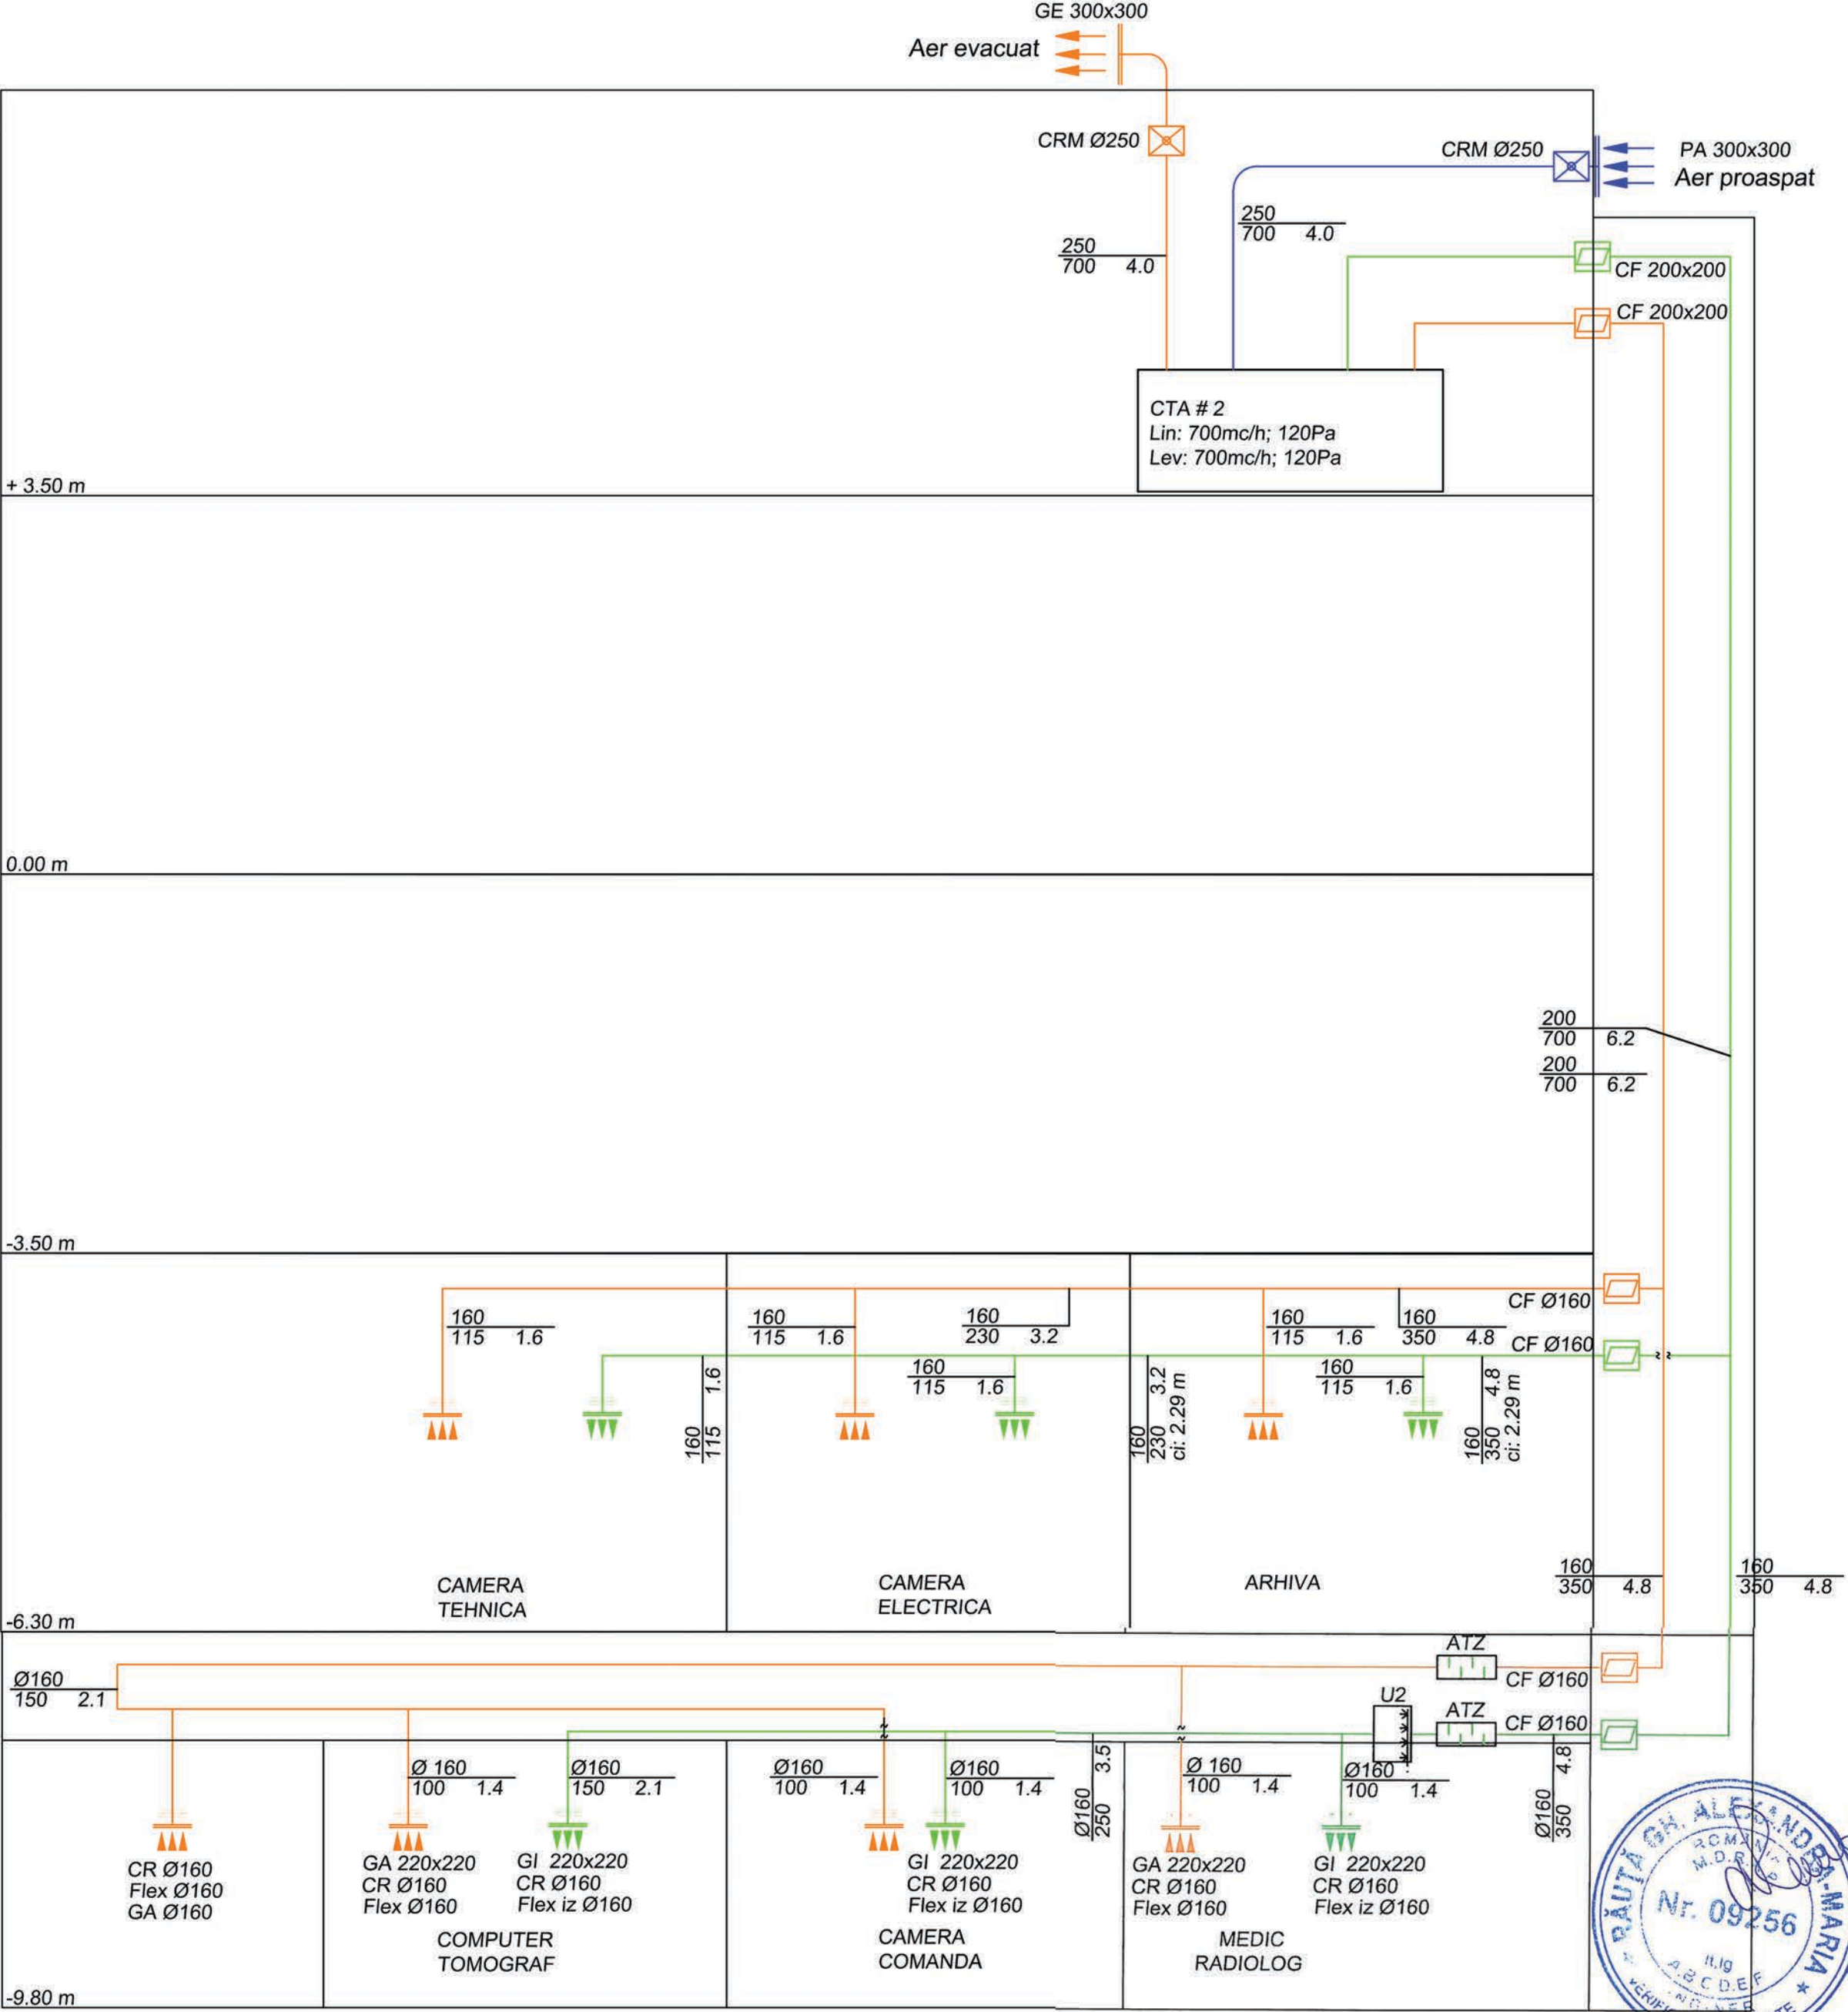 GE 300x300
Aer evacuat
CRM Ø250
CRM Ø250
PA 300x300
Aer proaspat
250
700 4.0
250
700 4.0
CF 200x200
CF 200x200
CTA # 2
Lin: 700mc/h; 120Pa
Lev: 700mc/h; 120Pa
+ 3.50 m
0.00 m
200
700 6.2
200
700 6.2
-3.50 m
CF Ø160
160
115 1.6
160
115 1.6
160
230 3.2
160
115 1.6
160
350 4.8
CF Ø160
160
115 1.6
160
115 1.6
160
115 1.6
160
230 3.2
ci: 2.29 m
160
350 4.8
ci: 2.29 m
CAMERA
TEHNICA
CAMERA
ELECTRICA
ARHIVA
160
350 4.8
160
350 4.8
-6.30 m
ATZ
CF Ø160
Ø160
150 2.1
U2
ATZ
CF Ø160
Ø 160
100 1.4
Ø160
150 2.1
Ø160
100 1.4
Ø160
100 1.4
Ø160
250 3.5
Ø 160
100 1.4
Ø160
100 1.4
Ø160
350 4.8
CR Ø160
Flex Ø160
GA Ø160
GA 220x220
CR Ø160
Flex Ø160
GI 220x220
CR Ø160
Flex iz Ø160
GI 220x220
CR Ø160
Flex iz Ø160
GA 220x220
CR Ø160
Flex Ø160
GI 220x220
CR Ø160
Flex iz Ø160
COMPUTER
TOMOGRAF
CAMERA
COMANDA
MEDIC
RADIOLOG
-9.80 m
RĂUŢĂ GH. ALEXANDRA-MARIA
ROMANIA
Nr. 09256